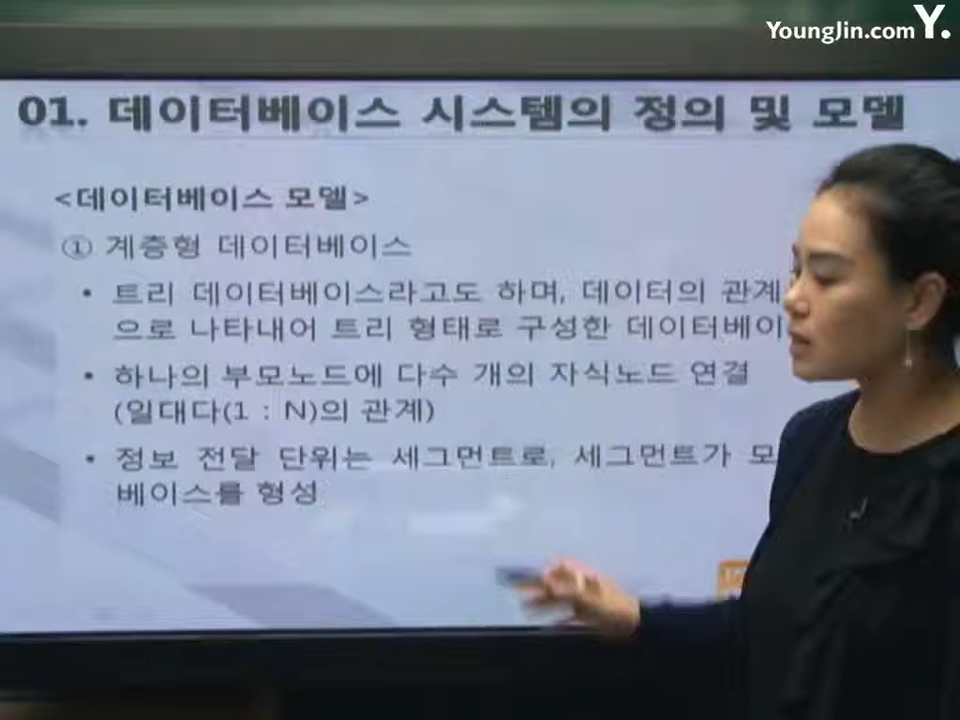 YoungJin.com Y.
01. 데이터베이스 시스템의 정의 및 모델
<데이터베이스 모델>
① 계층형 데이터베이스
• 트리 데이터베이스라고도 하며, 데이터의 관계
으로 나타내어 트리 형태로 구성한 데이터베이
• 하나의 부모노드에 다수 개의 자식노드 연결
(일대다(1 : N)의 관계)
• 정보 전달 단위는 세그먼트로, 세그먼트가 모
베이스를 형성